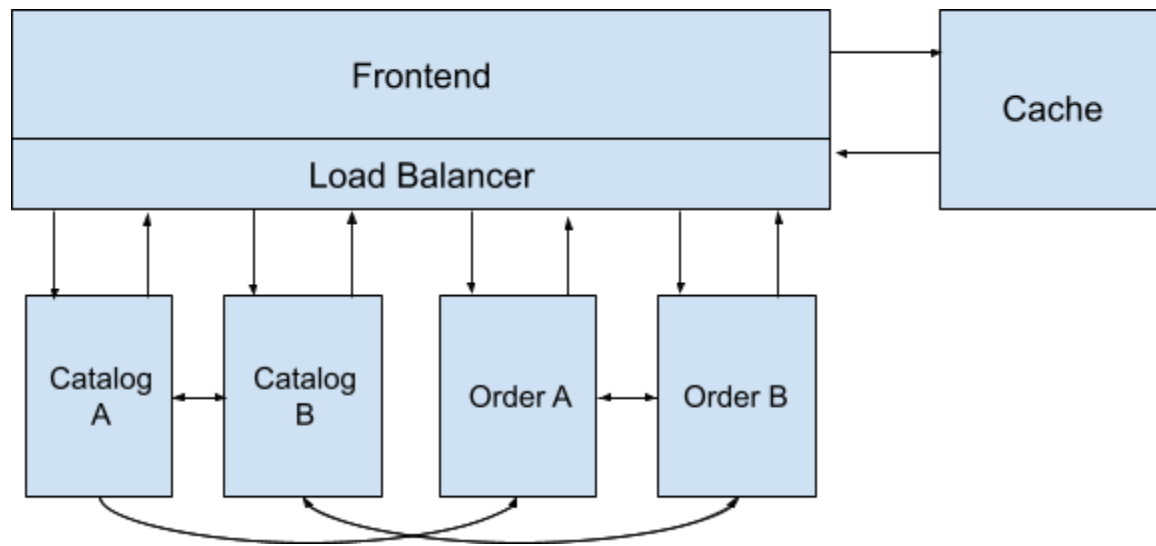 Frontend
Cache
Load Balancer
Catalog
A
Catalog
B
Order A
Order B